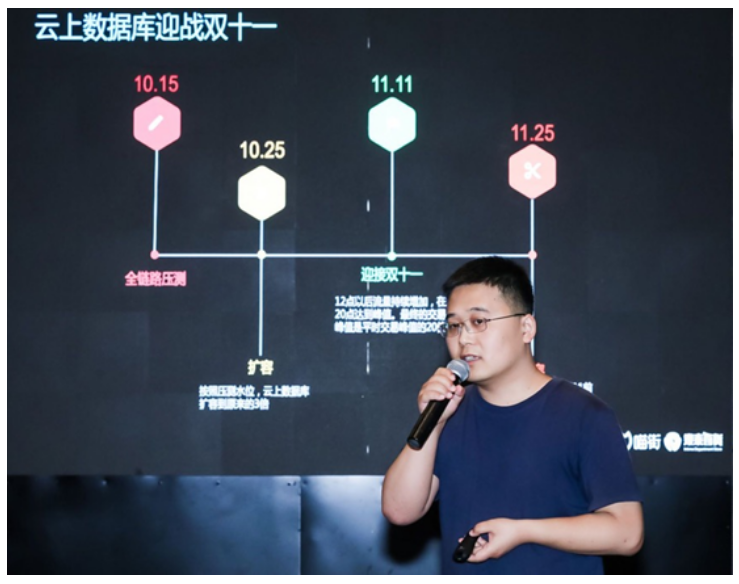 云上数据库迎战双十一
10.15
11.11
10.25
11.25
全链路压测
迎接双十一
12点以后流量持续增加，在
20点达到峰值。最终的交易
峰值是平时交易峰值的20
扩容
按照压测水位，云上数据库
扩容到原来的3倍
喵街